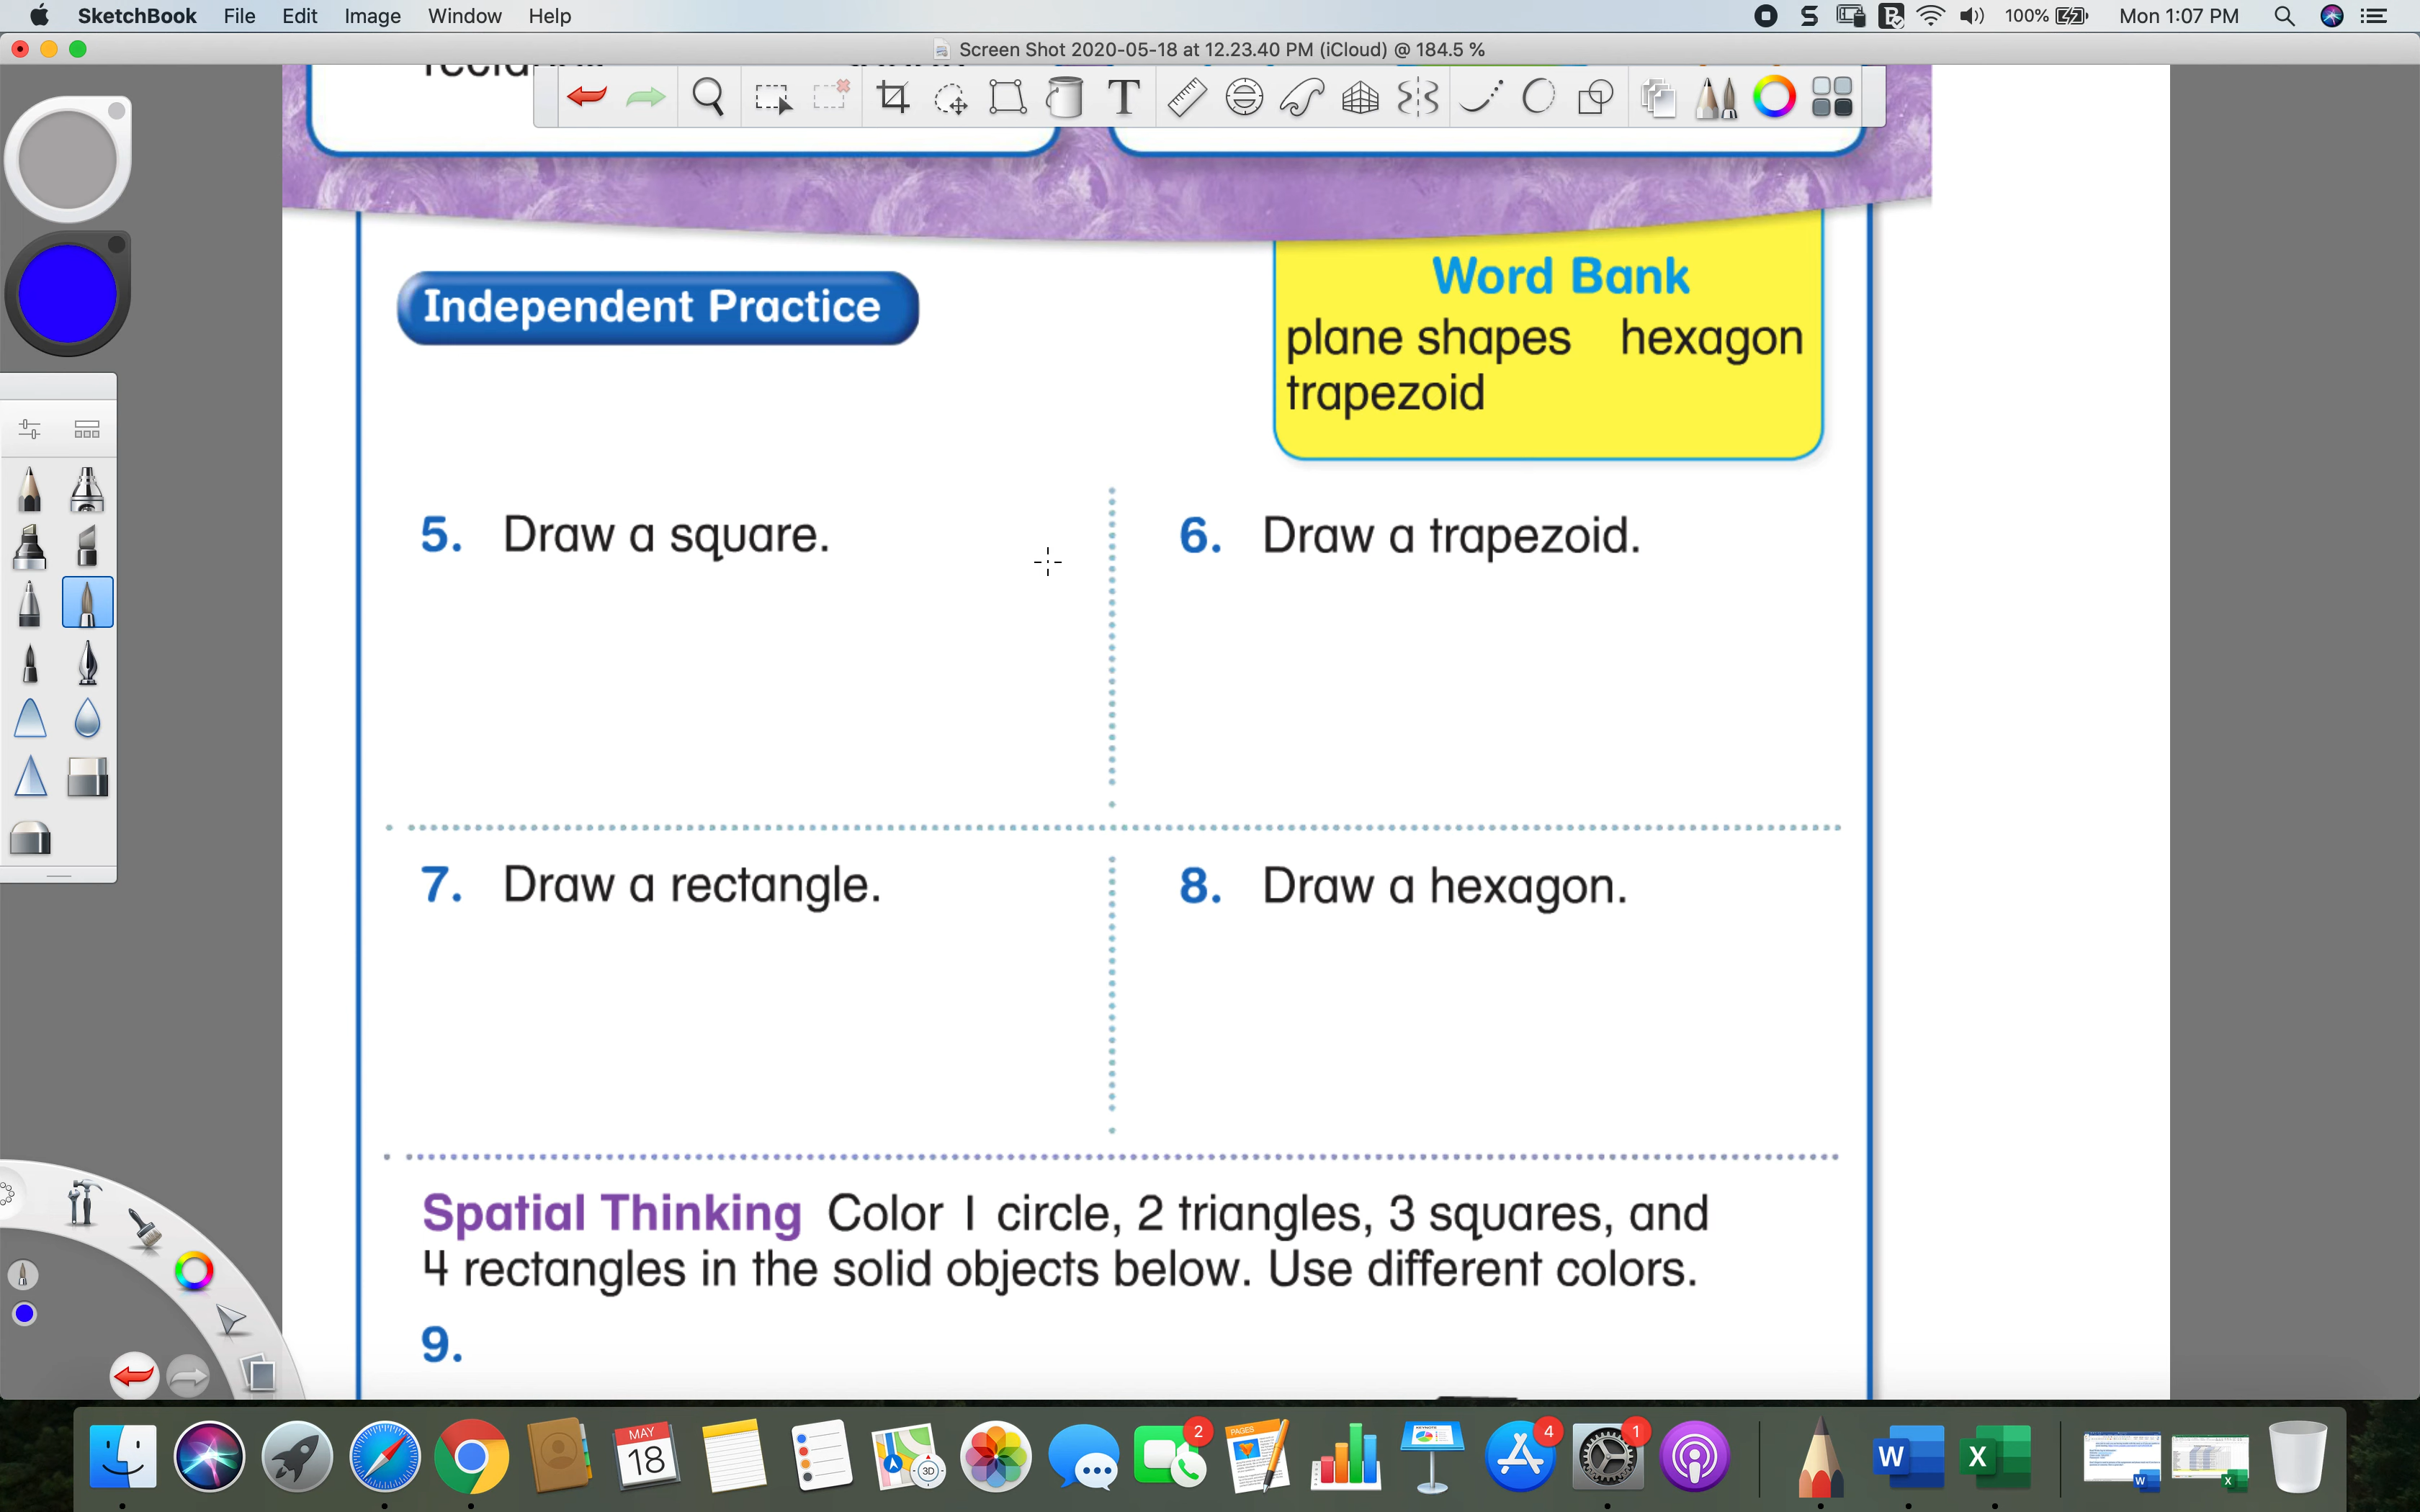 SketchBook File Edit Image Window Help
100% Mon 1:07 PM
Screen Shot 2020-05-18 at 12.23.40 PM (iCloud) @ 184.5 %
T
Independent Practice
Word Bank
plane shapes hexagon
trapezoid
5. Draw a square.
6. Draw a trapezoid.
7. Draw a rectangle.
8. Draw a hexagon.
Spatial Thinking Color 1 circle, 2 triangles, 3 squares, and
4 rectangles in the solid objects below. Use different colors.
9.
MAY
18
3D
2
PAGES
4
1
W
X
W
X